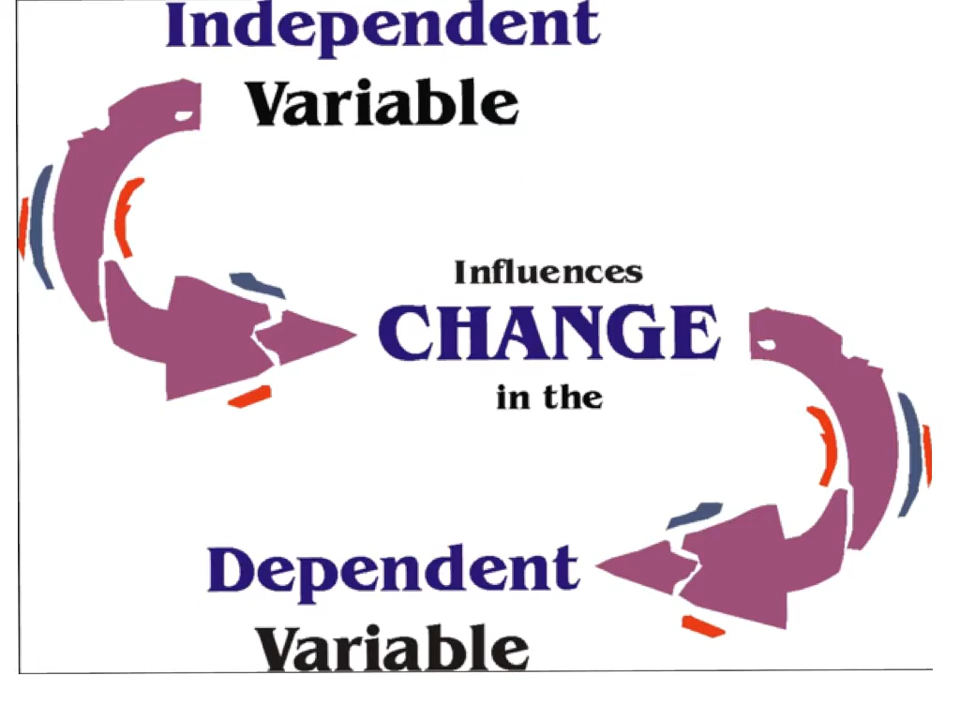 Independent
Variable
Influences
CHANGE
in the
Dependent
Variable